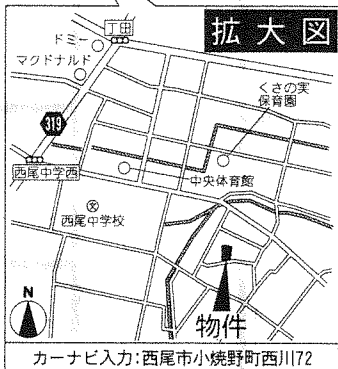 拡大図
丁田
ドミー
マクドナルド
くさの実
保育園
319
西尾中学西
中央体育館
文
西尾中学校
N
物件
カーナビ入力:西尾市小焼野町西川72